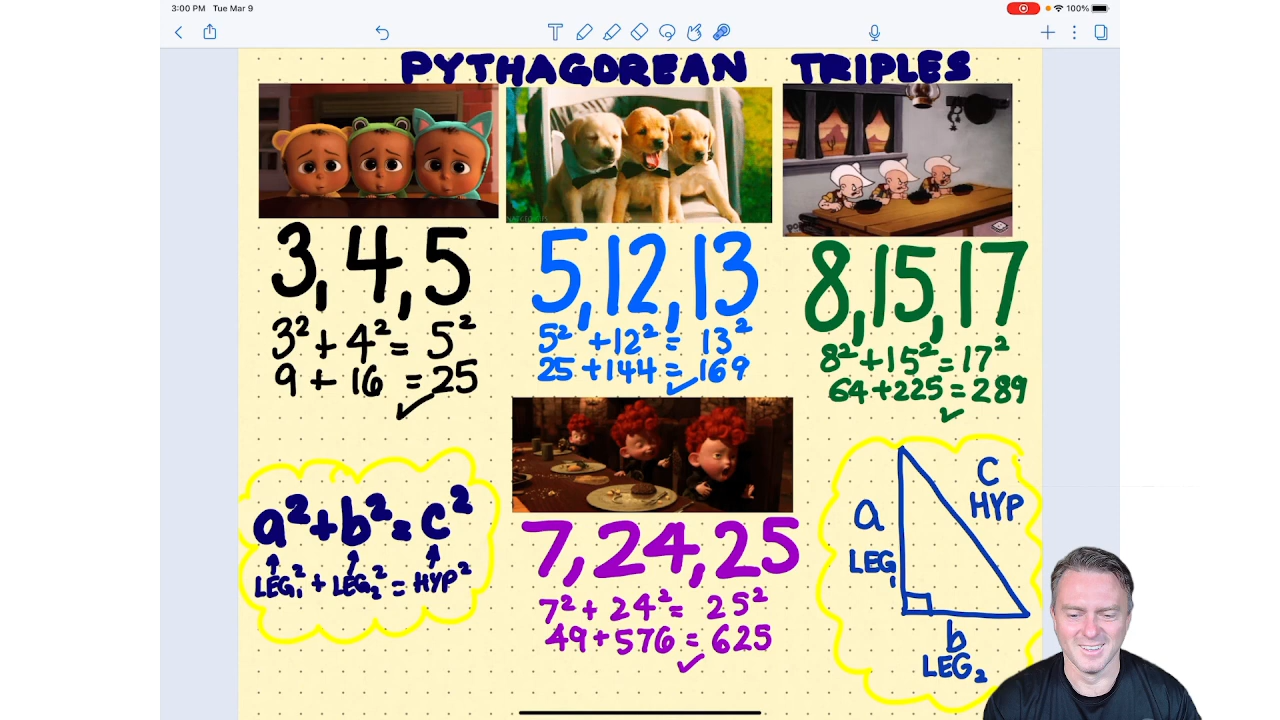 3:00 PM Tue Mar 9
100%
PYTHAGOREAN TRIPLES
3, 4, 5
3² + 4² = 5²
9 + 16 = 25
5, 12, 13
5² + 12² = 13²
25 + 144 = 169
8, 15, 17
8² + 15² = 17²
64 + 225 = 289
a² + b² = c²
LEG₁² + LEG₂² = HYP²
7, 24, 25
7² + 24² = 25²
49 + 576 = 625
a
LEG₁
c
HYP
b
LEG₂